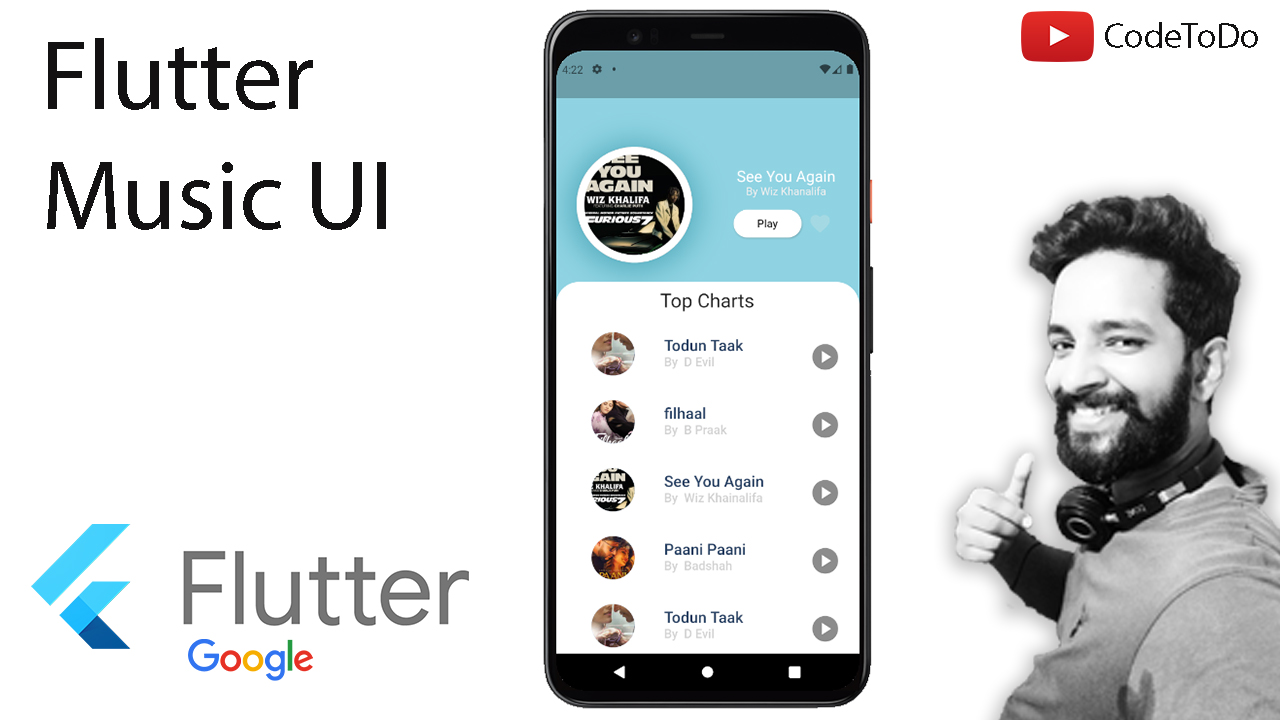 Flutter
Music UI
CodeToDo
4:22
SEE
YOU
AGAIN
WIZ KHALIFA
FURIOUS 7
See You Again
By Wiz Khanalifa
Play
Top Charts
Todun Taak
By D Evil
filhaal
By B Praak
See You Again
By Wiz Khainalifa
Paani Paani
By Badshah
Todun Taak
By D Evil
Flutter
Google